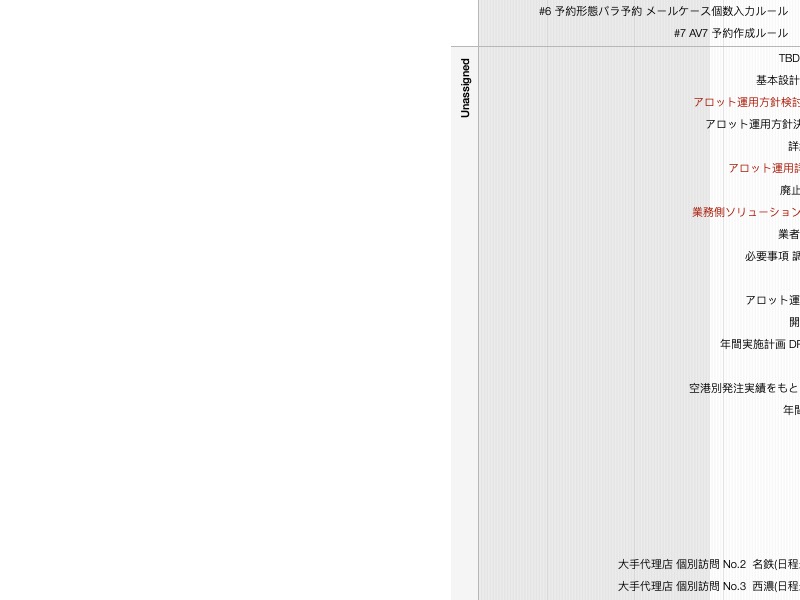 #6 予約形態バラ予約 メールケース個数入力ルール
#7 AV7 予約作成ルール
Unassigned
TBD
基本設計
アロット運用方針検討
アロット運用方針決
詳
アロット運用詳
廃止
業務側ソリューション
業者
必要事項 調
アロット運
開
年間実施計画 DR
空港別発注実績をもと
年間
大手代理店 個別訪問 No.2 名鉄(日程
大手代理店 個別訪問 No.3 西濃(日程